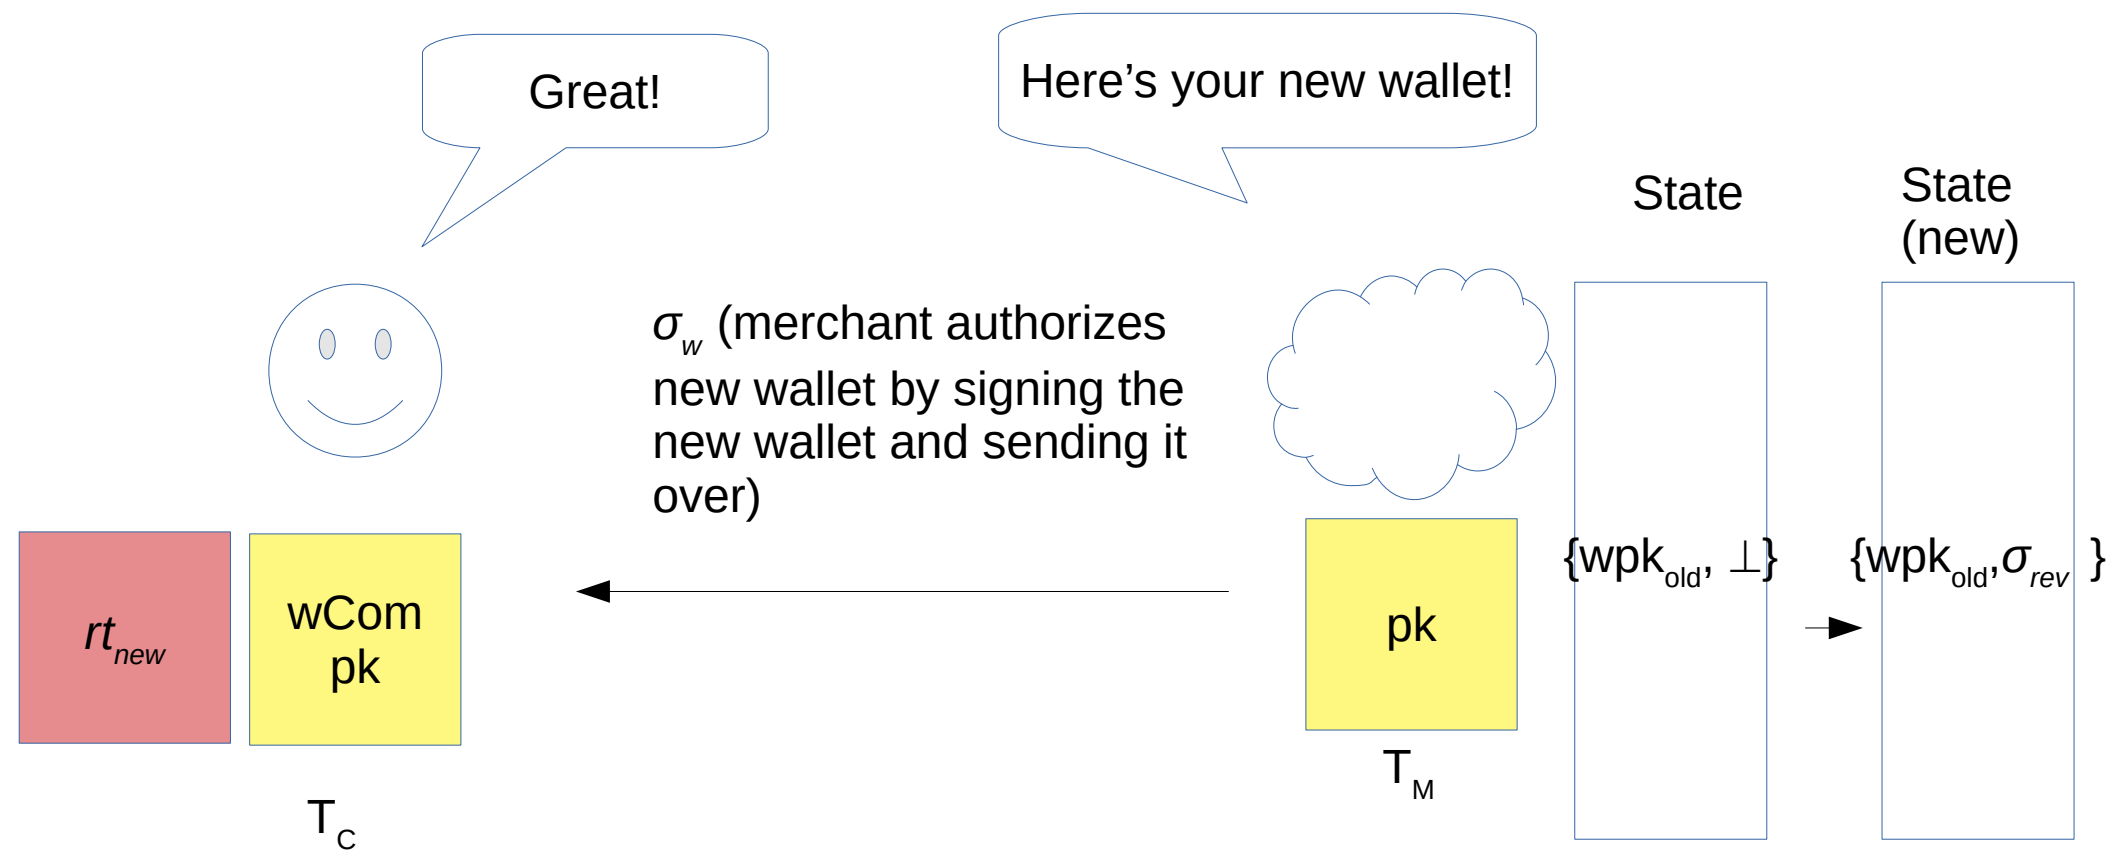 Great!
Here's your new wallet!
State
State
(new)
σw (merchant authorizes
new wallet by signing the
new wallet and sending it
over)
{wpkold, ⊥}
{wpkold,σrev }
rtnew
wCom
pk
pk
TM
TC